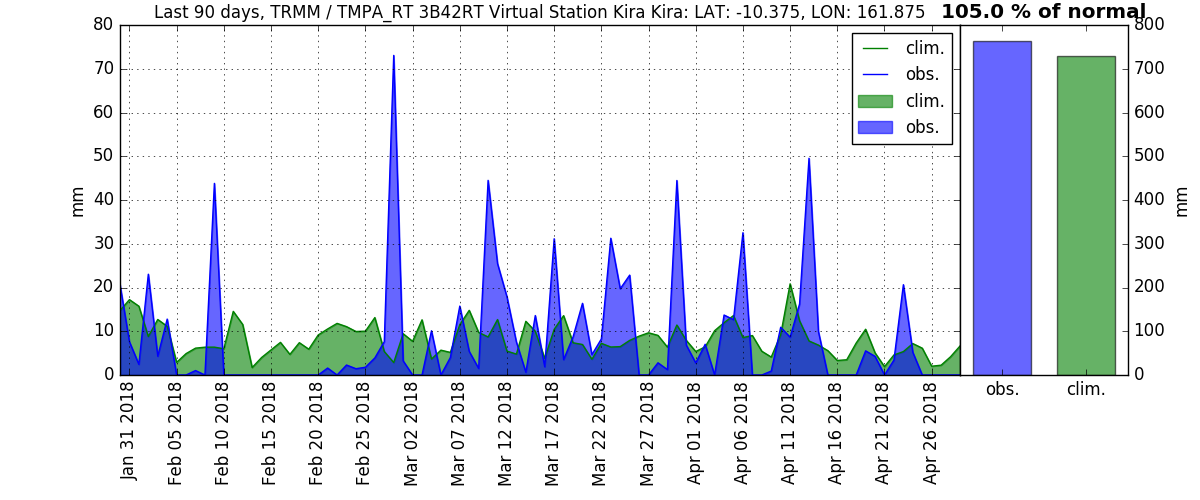 Last 90 days, TRMM / TMPA_RT 3B42RT Virtual Station Kira Kira: LAT: -10.375, LON: 161.875 105.0 % of normal
80
70
60
50
40
30
20
10
0
mm
clim.
obs.
clim.
obs.
Jan 31 2018
Feb 05 2018
Feb 10 2018
Feb 15 2018
Feb 20 2018
Feb 25 2018
Mar 02 2018
Mar 07 2018
Mar 12 2018
Mar 17 2018
Mar 22 2018
Mar 27 2018
Apr 01 2018
Apr 06 2018
Apr 11 2018
Apr 16 2018
Apr 21 2018
Apr 26 2018
800
700
600
500
400
300
200
100
0
mm
obs.
clim.